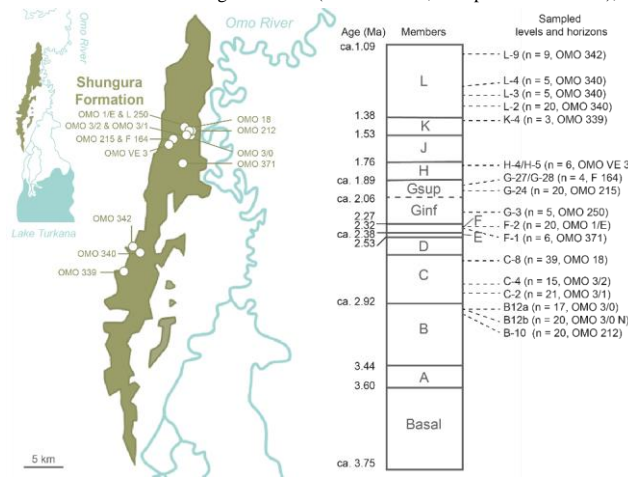 Omo River
Omo River
Shungura
Formation
OMO 1/E & L 250
OMO 3/2 & OMO 3/1
OMO 215 & F 164
OMO VE 3
OMO 18
OMO 212
OMO 3/0
OMO 371
Lake Turkana
OMO 342
OMO 340
OMO 339
5 km
Age (Ma)
Members
Sampled
levels and horizons
ca. 1.09
1.38
1.53
1.76
ca. 1.89
ca. 2.06
2.27
2.32
ca. 2.38
2.53
ca. 2.92
3.44
3.60
ca. 3.75
L
K
J
H
Gsup
Ginf
F
E
D
C
B
A
Basal
L-9 (n = 9, OMO 342)
L-4 (n = 5, OMO 340)
L-3 (n = 5, OMO 340)
L-2 (n = 20, OMO 340)
K-4 (n = 3, OMO 339)
H-4/H-5 (n = 6, OMO VE 3
G-27/G-28 (n = 4, F 164)
G-24 (n = 20, OMO 215)
G-3 (n = 5, OMO 250)
F-2 (n = 20, OMO 1/E)
F-1 (n = 6, OMO 371)
C-8 (n = 39, OMO 18)
C-4 (n = 15, OMO 3/2)
C-2 (n = 21, OMO 3/1)
B12a (n = 17, OMO 3/0)
B12b (n = 20, OMO 3/0 N)
B-10 (n = 20, OMO 212)